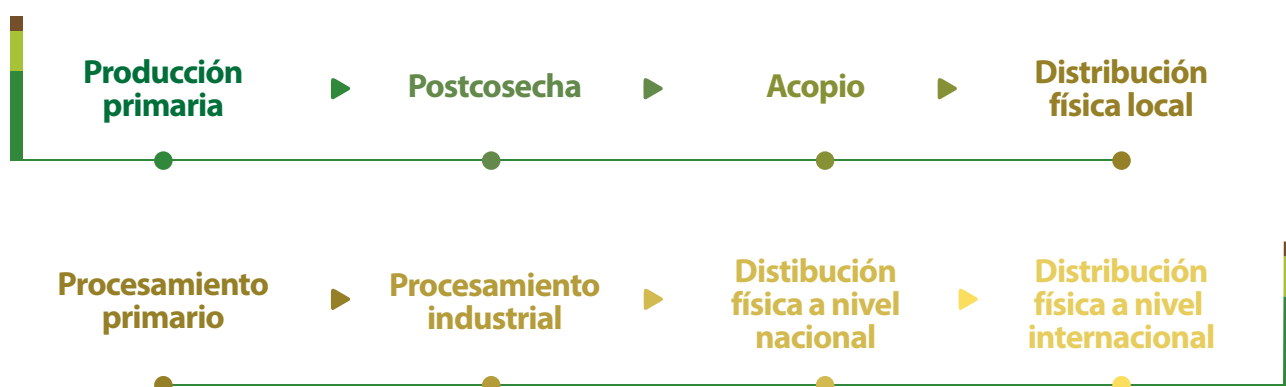 Producción
primaria
Postcosecha
Acopio
Distribución
física local
Procesamiento
primario
Procesamiento
industrial
Distibución
física a nivel
nacional
Distribución
física a nivel
internacional